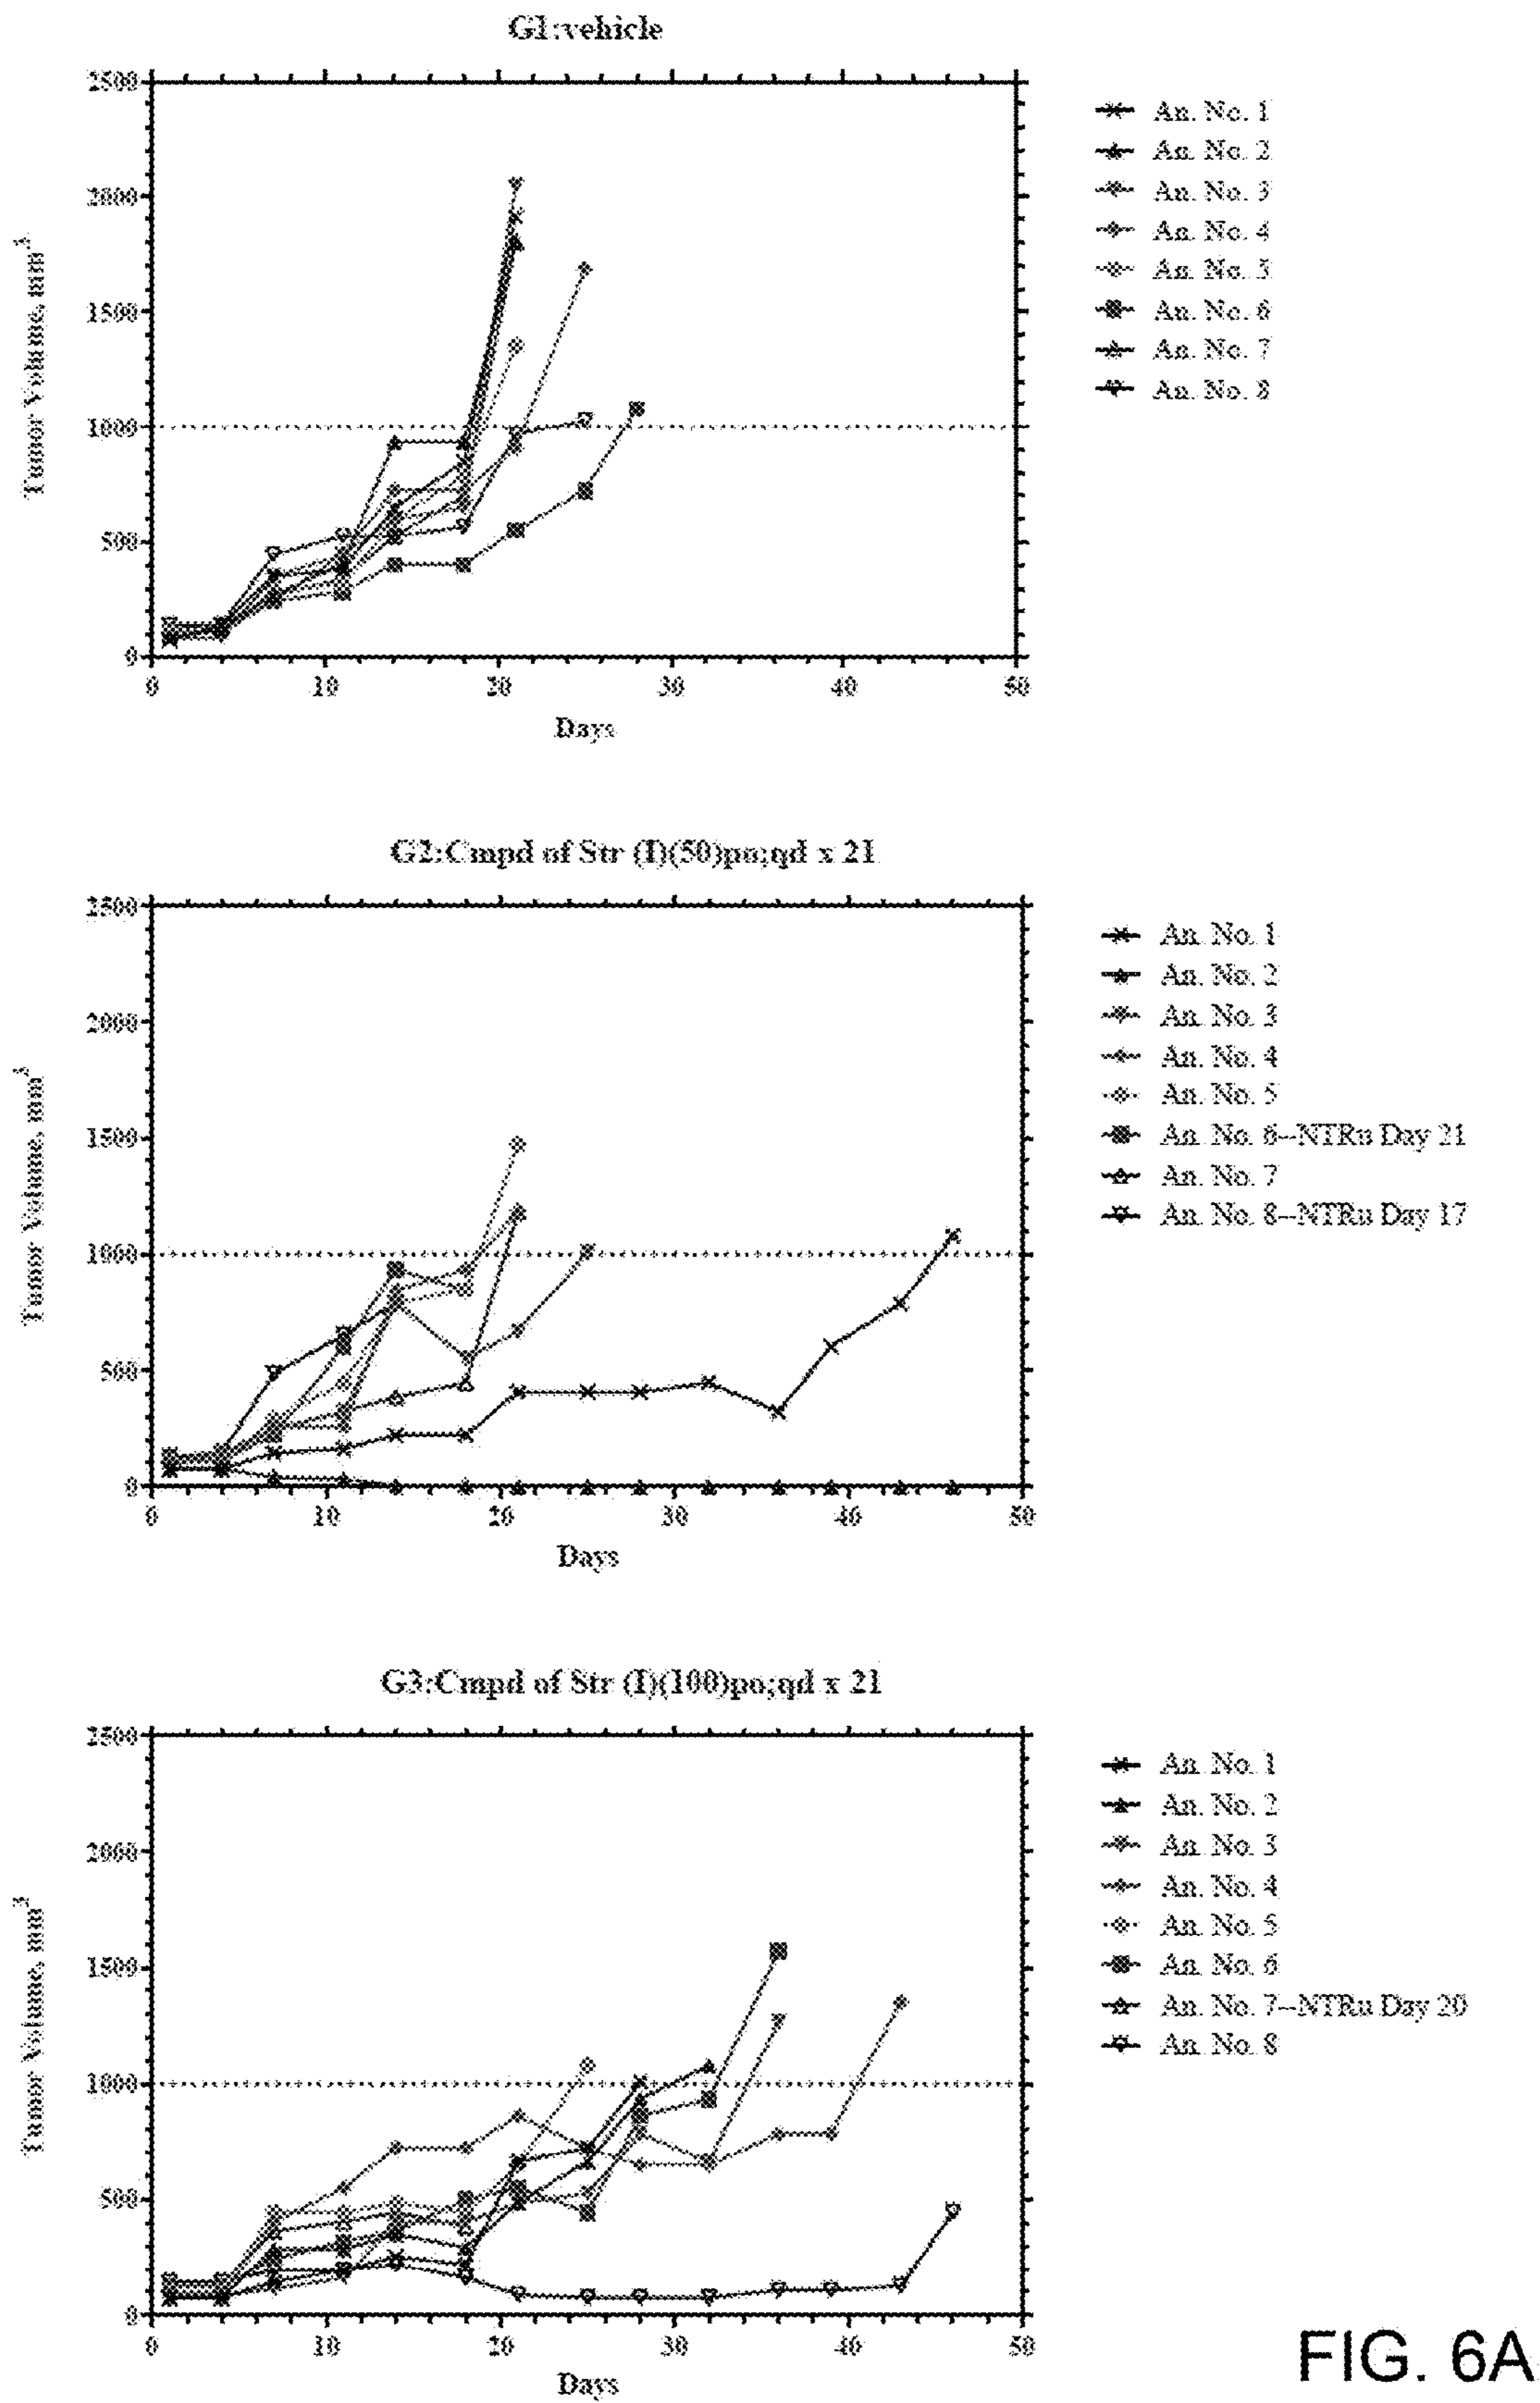 G1:vehicle
2500
2000
1500
1000
500
0
Tumor Volume, mm3
0 10 20 30 40 50
Days
An. No. 1
An. No. 2
An. No. 3
An. No. 4
An. No. 5
An. No. 6
An. No. 7
An. No. 8
G2:Cmpd of Str (I)(50)po;qd x 21
2500
2000
1500
1000
500
0
Tumor Volume, mm3
0 10 20 30 40 50
Days
An. No. 1
An. No. 2
An. No. 3
An. No. 4
An. No. 5
An. No. 6--NTRu Day 21
An. No. 7
An. No. 8--NTRu Day 17
G3:Cmpd of Str (I)(100)po;qd x 21
2500
2000
1500
1000
500
0
Tumor Volume, mm3
0 10 20 30 40 50
Days
An. No. 1
An. No. 2
An. No. 3
An. No. 4
An. No. 5
An. No. 6
An. No. 7--NTRu Day 20
An. No. 8
FIG. 6A